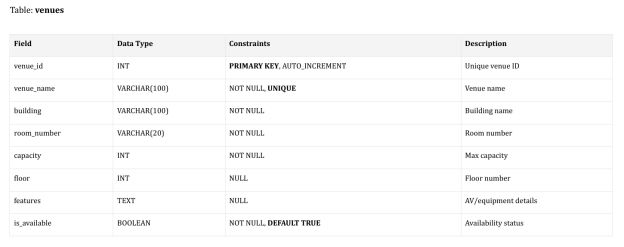 Table: venues
Field Data Type Constraints Description
venue_id INT PRIMARY KEY, AUTO_INCREMENT Unique venue ID
venue_name VARCHAR(100) NOT NULL, UNIQUE Venue name
building VARCHAR(100) NOT NULL Building name
room_number VARCHAR(20) NOT NULL Room number
capacity INT NOT NULL Max capacity
floor INT NULL Floor number
features TEXT NULL AV/equipment details
is_available BOOLEAN NOT NULL, DEFAULT TRUE Availability status